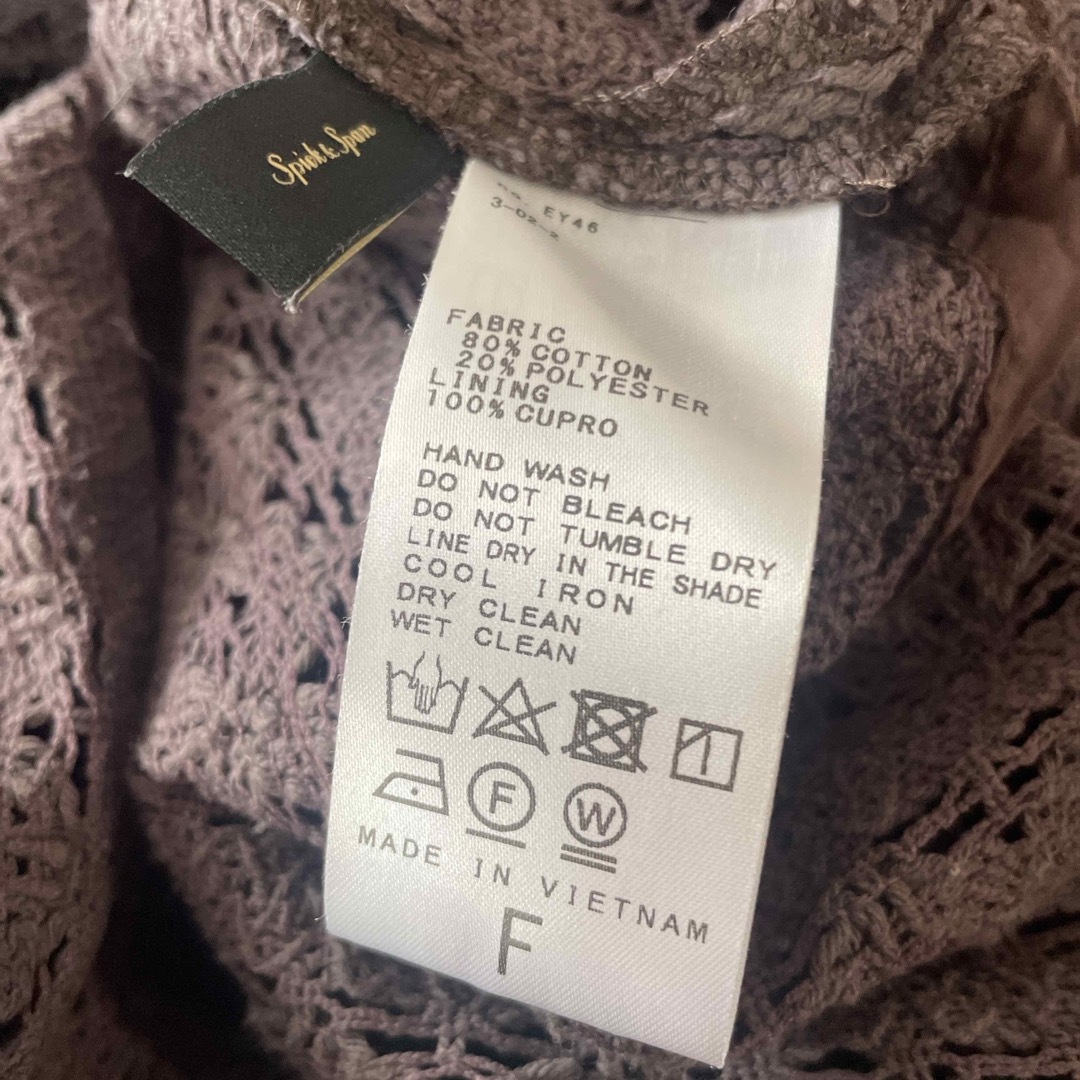 Spick & Span
EY46
3-02-2
FABRIC
80% COTTON
20% POLYESTER
LINING
100% CUPRO
HAND WASH
DO NOT BLEACH
DO NOT TUMBLE DRY
LINE DRY IN THE SHADE
COOL IRON
DRY CLEAN
WET CLEAN
F W
MADE IN VIETNAM
F